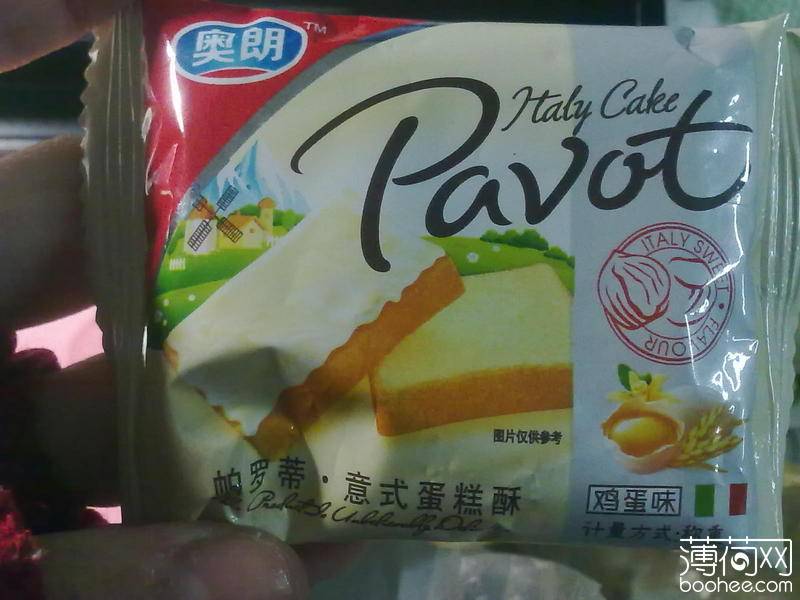 奥朗 TM
Italy Cake
Pavot
ITALY SWEET • FLAVOUR
图片仅供参考
帕罗蒂·意式蛋糕酥
鸡蛋味
计量方式:称重
薄荷网
boohee.com